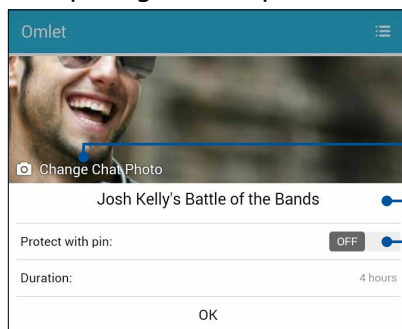 Omlet
Change Chat Photo
Josh Kelly's Battle of the Bands
Protect with pin:
OFF
Duration:
4 hours
OK